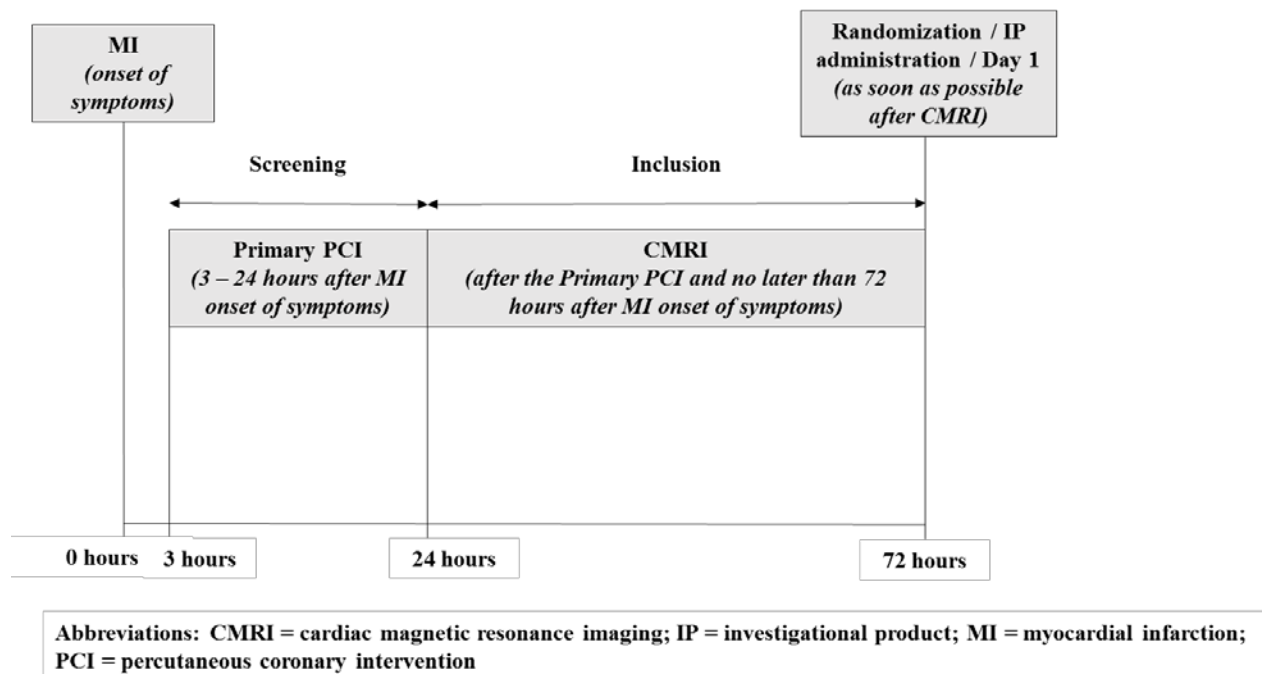 MI
(onset of
symptoms)
Randomization / IP
administration / Day 1
(as soon as possible
after CMRI)
Screening
Inclusion
Primary PCI
(3 – 24 hours after MI
onset of symptoms)
CMRI
(after the Primary PCI and no later than 72
hours after MI onset of symptoms)
0 hours
3 hours
24 hours
72 hours
Abbreviations: CMRI = cardiac magnetic resonance imaging; IP = investigational product; MI = myocardial infarction;
PCI = percutaneous coronary intervention